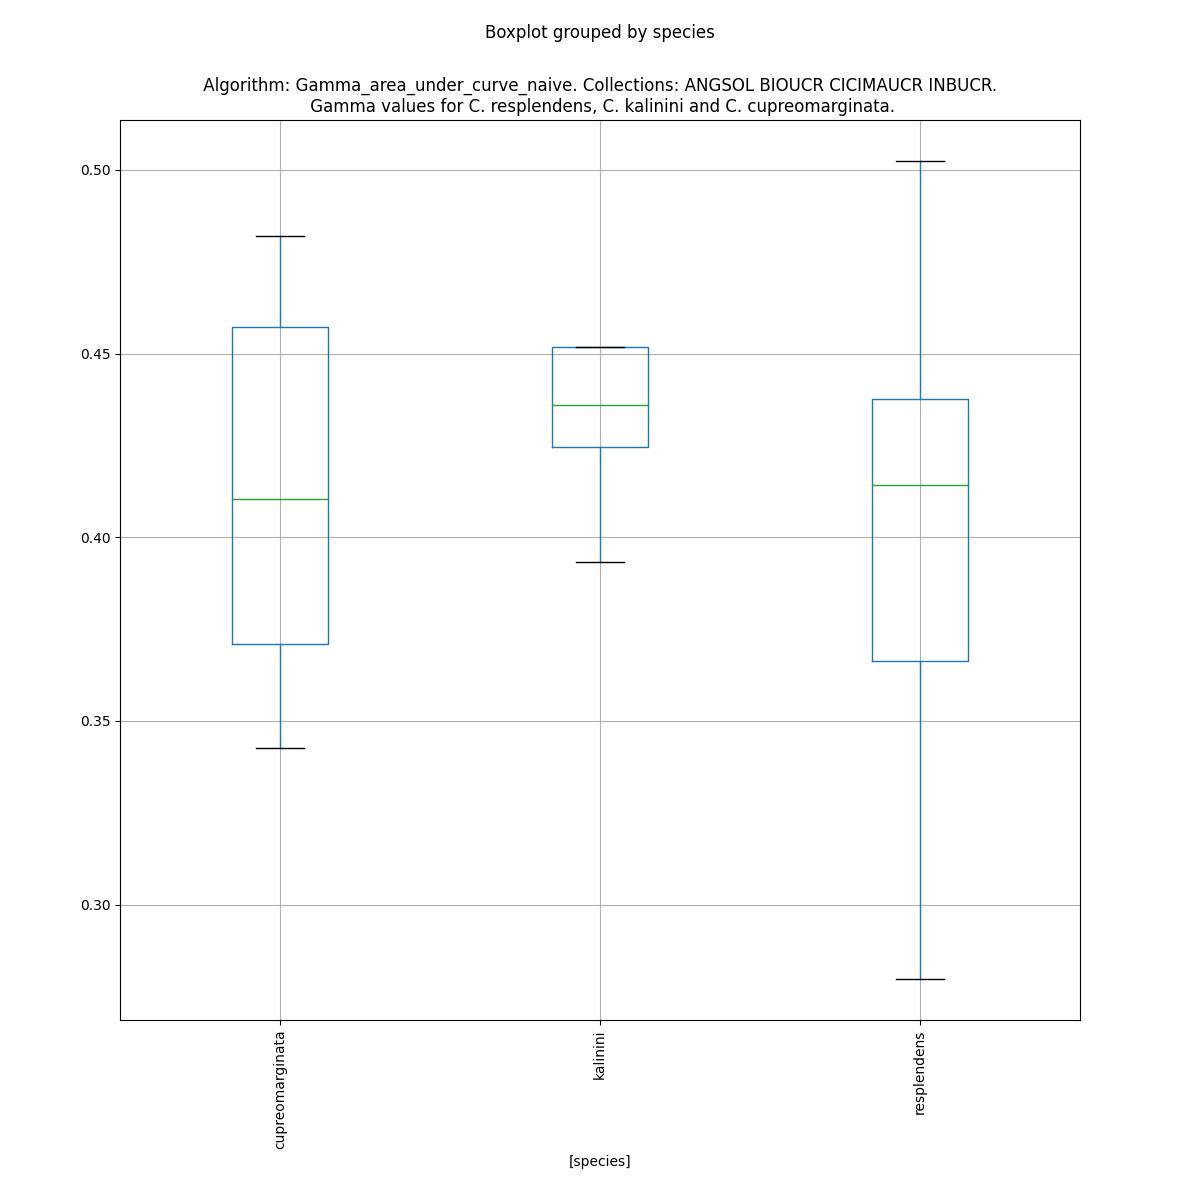 Boxplot grouped by species
Algorithm: Gamma_area_under_curve_naive. Collections: ANGSOL BIOUCR CICIMAUCR INBUCR.
Gamma values for C. resplendens, C. kalinini and C. cupreomarginata.
0.50
0.45
0.40
0.35
0.30
cupreomarginata
kalinini
resplendens
[species]